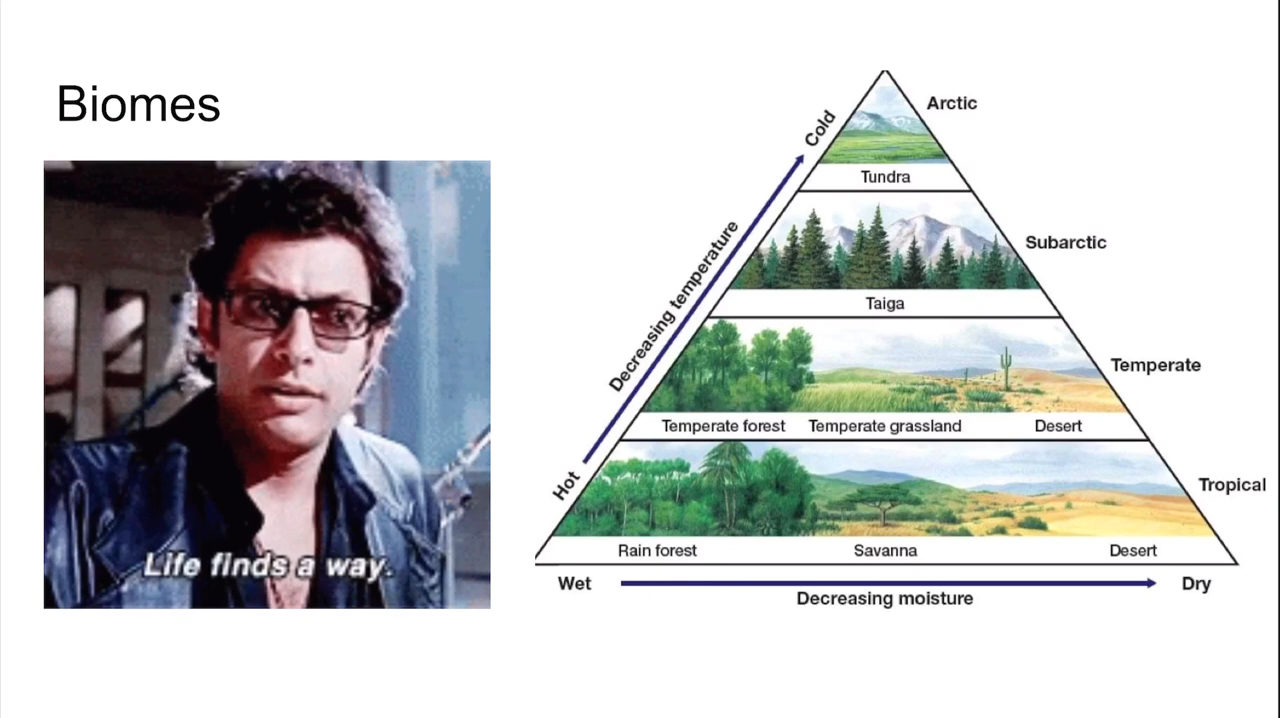 Biomes
Life finds a way.
Cold
Decreasing temperature
Hot
Arctic
Tundra
Subarctic
Taiga
Temperate
Temperate forest Temperate grassland Desert
Tropical
Rain forest Savanna Desert
Wet Dry
Decreasing moisture